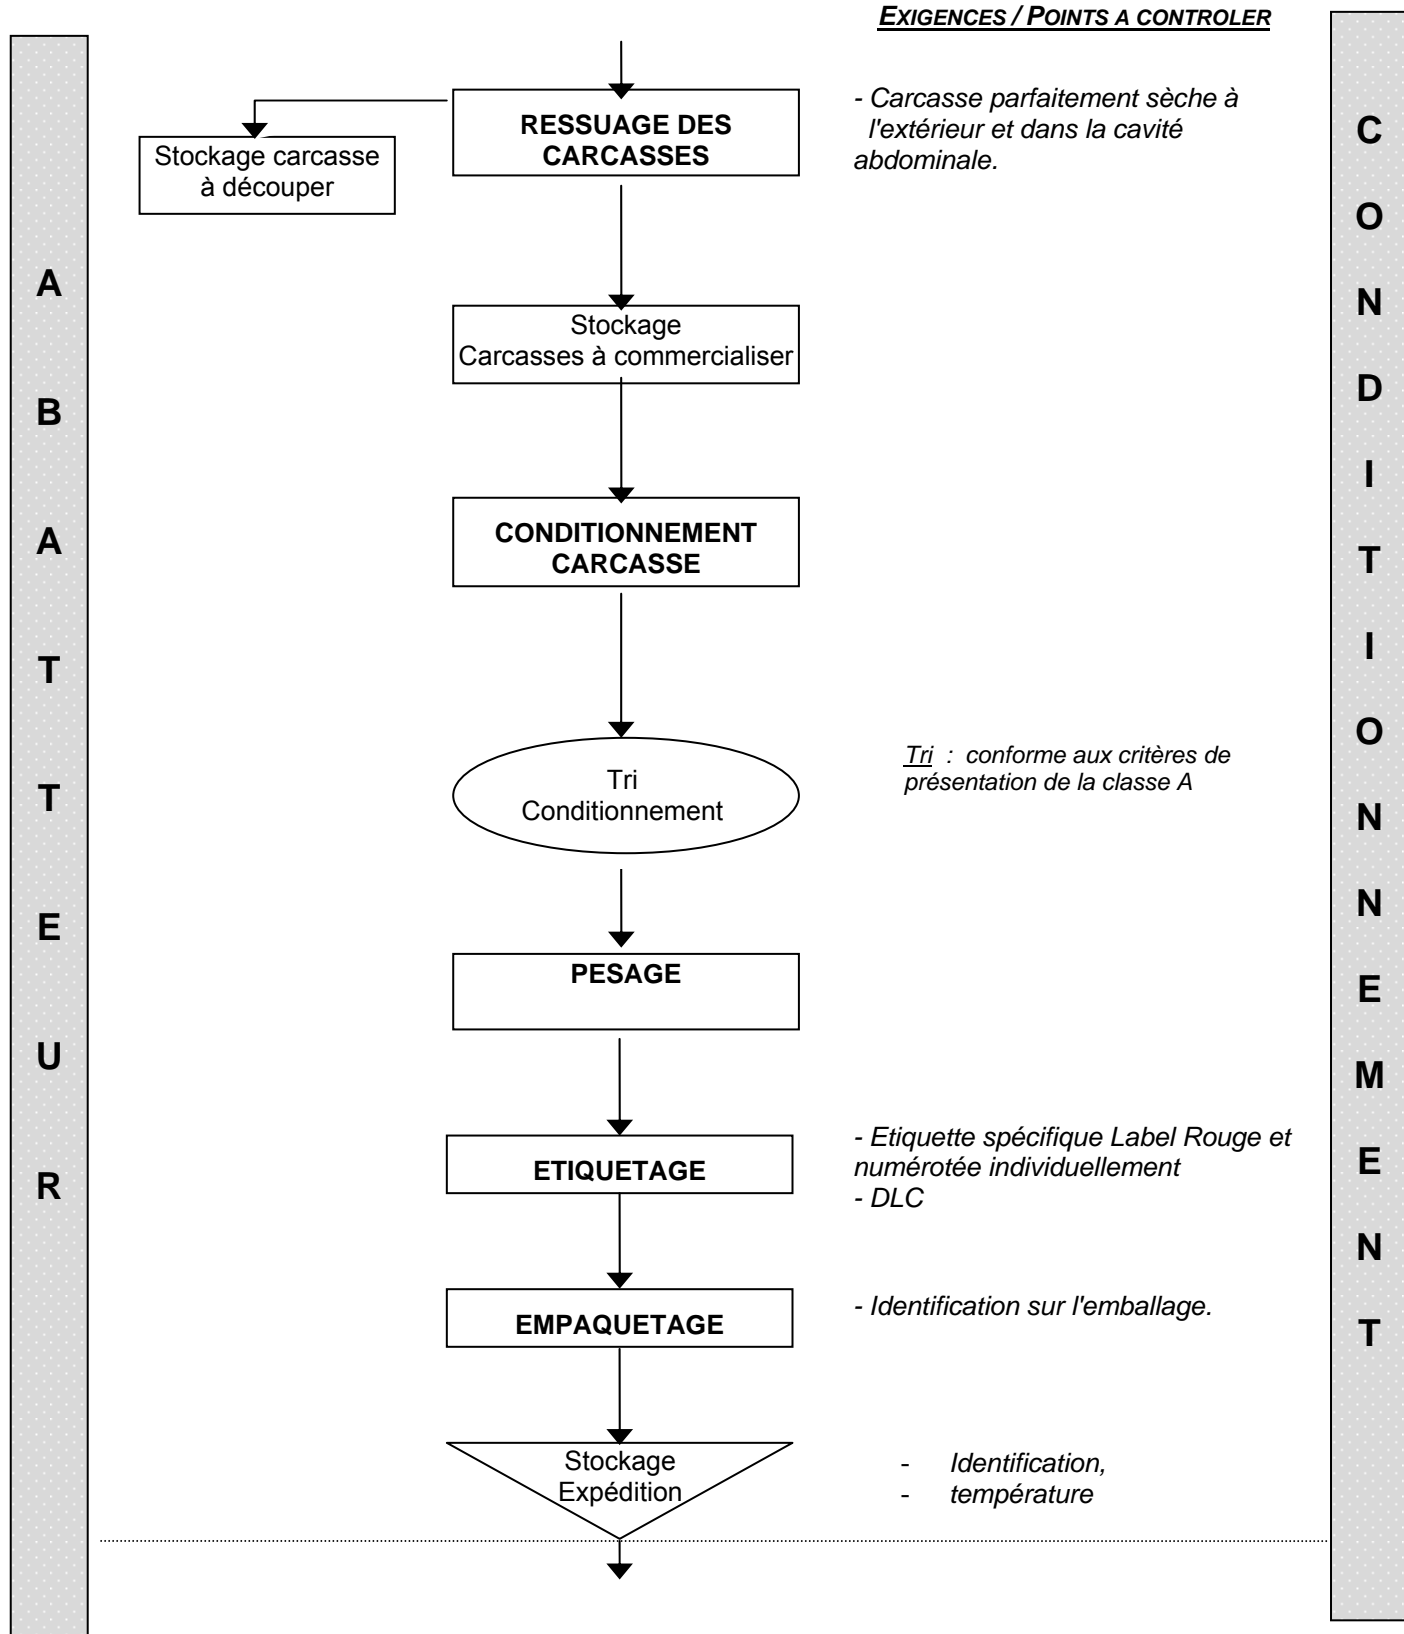 EXIGENCES / POINTS A CONTROLER
A
B
A
T
T
E
U
R
RESSUAGE DES
CARCASSES
- Carcasse parfaitement sèche à
l'extérieur et dans la cavité
abdominale.
Stockage carcasse
à découper
Stockage
Carcasses à commercialiser
CONDITIONNEMENT
CARCASSE
Tri
Conditionnement
Tri : conforme aux critères de
présentation de la classe A
PESAGE
ETIQUETAGE
- Etiquette spécifique Label Rouge et
numérotée individuellement
- DLC
EMPAQUETAGE
- Identification sur l'emballage.
Stockage
Expédition
- Identification,
- température
C
O
N
D
I
T
I
O
N
N
E
M
E
N
T